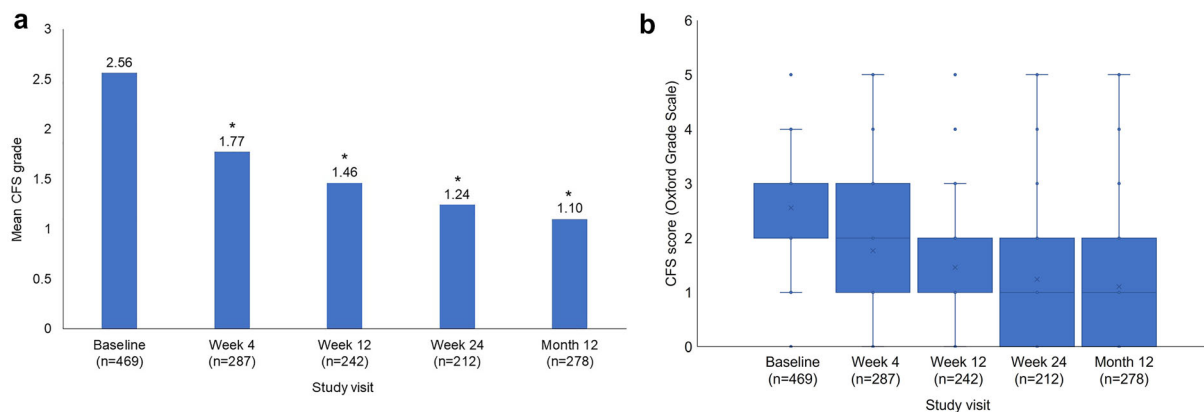 a
Mean CFS grade
3
2.5
2
1.5
1
0.5
0
2.56
*
1.77
*
1.46
*
1.24
*
1.10
Baseline
(n=469)
Week 4
(n=287)
Week 12
(n=242)
Week 24
(n=212)
Month 12
(n=278)
Study visit
b
CFS score (Oxford Grade Scale)
6
5
4
3
2
1
0
Baseline
(n=469)
Week 4
(n=287)
Week 12
(n=242)
Week 24
(n=212)
Month 12
(n=278)
Study visit